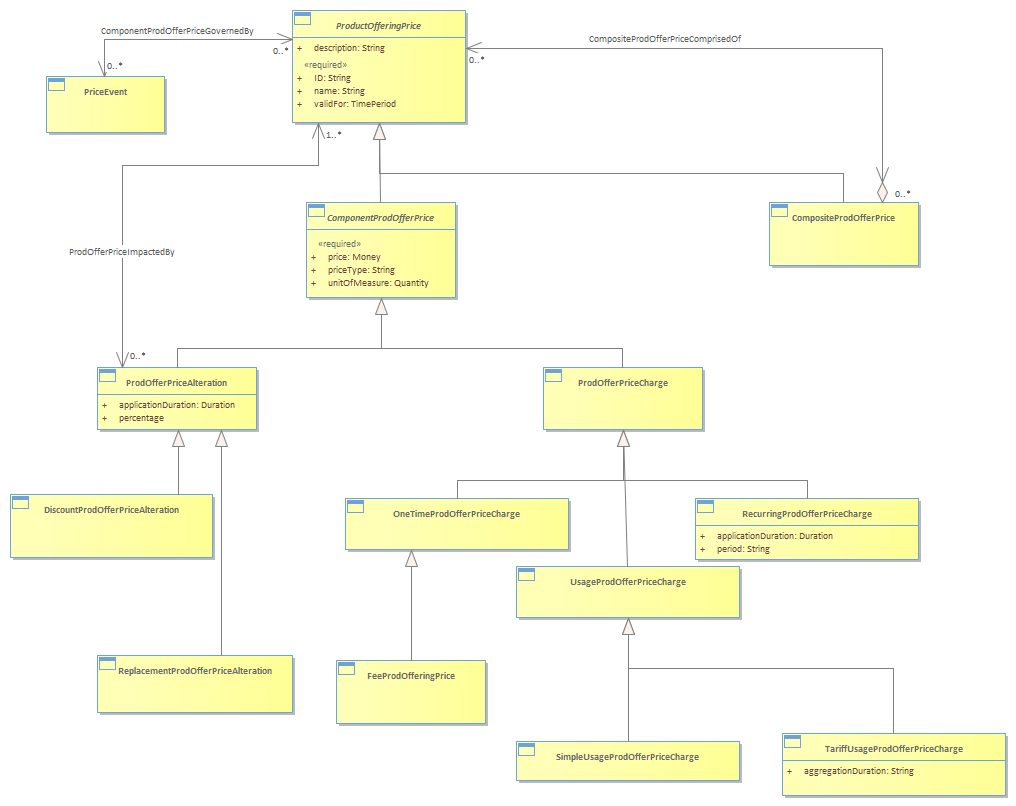 ComponentProdOfferPriceGovernedBy
0..*
0..*
PriceEvent
ProductOfferingPrice
+ description: String
«required»
+ ID: String
+ name: String
+ validFor: TimePeriod
CompositeProdOfferPriceComprisedOf
0..*
0..*
1..*
ComponentProdOfferPrice
«required»
+ price: Money
+ priceType: String
+ unitOfMeasure: Quantity
CompositeProdOfferPrice
ProdOfferPriceImpactedBy
0..*
ProdOfferPriceAlteration
+ applicationDuration: Duration
+ percentage
ProdOfferPriceCharge
DiscountProdOfferPriceAlteration
OneTimeProdOfferPriceCharge
RecurringProdOfferPriceCharge
+ applicationDuration: Duration
+ period: String
UsageProdOfferPriceCharge
ReplacementProdOfferPriceAlteration
FeeProdOfferingPrice
SimpleUsageProdOfferPriceCharge
TariffUsageProdOfferPriceCharge
+ aggregationDuration: String